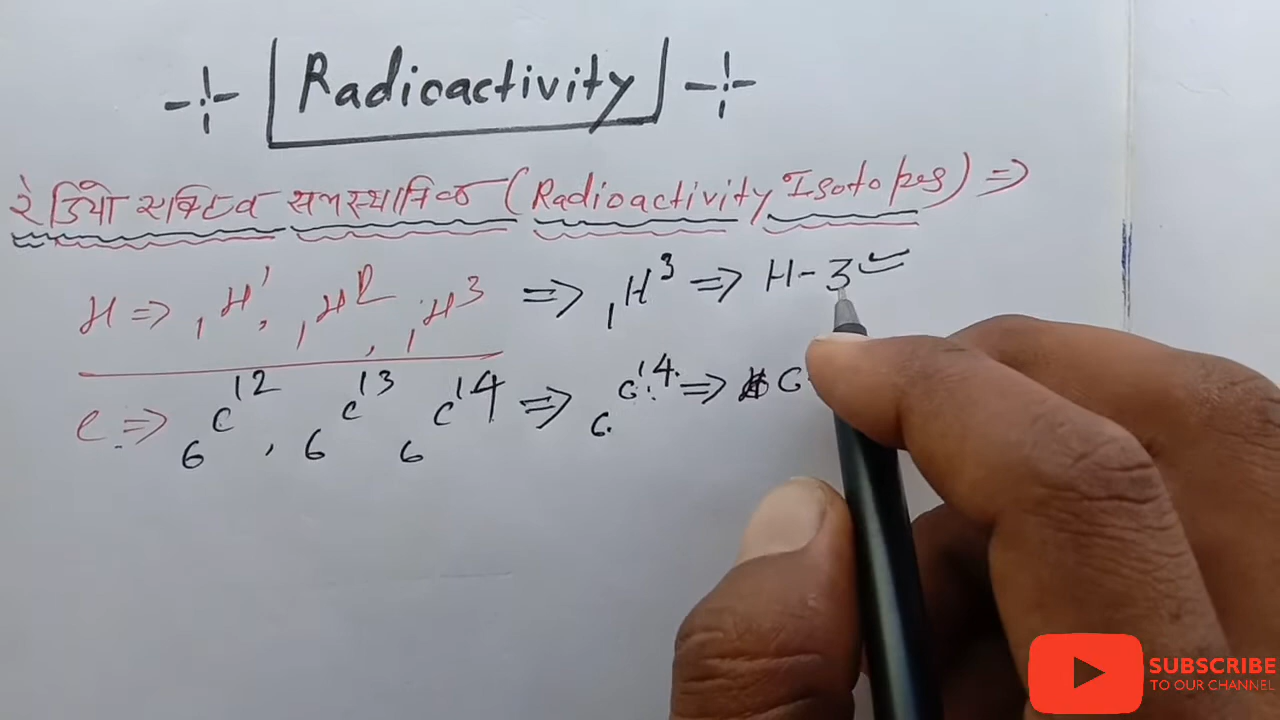 Radioactivity
रेडियो सक्टिव समस्थानिक (Radioactivity Isotopes) ⇒
H ⇒ ₁H¹, ₁H², ₁H³ ⇒ ₁H³ ⇒ H-3
C ⇒ ₆C¹², ₆C¹³ ₆C¹⁴ ⇒ ₆C¹⁴ ⇒ C
SUBSCRIBE
TO OUR CHANNEL